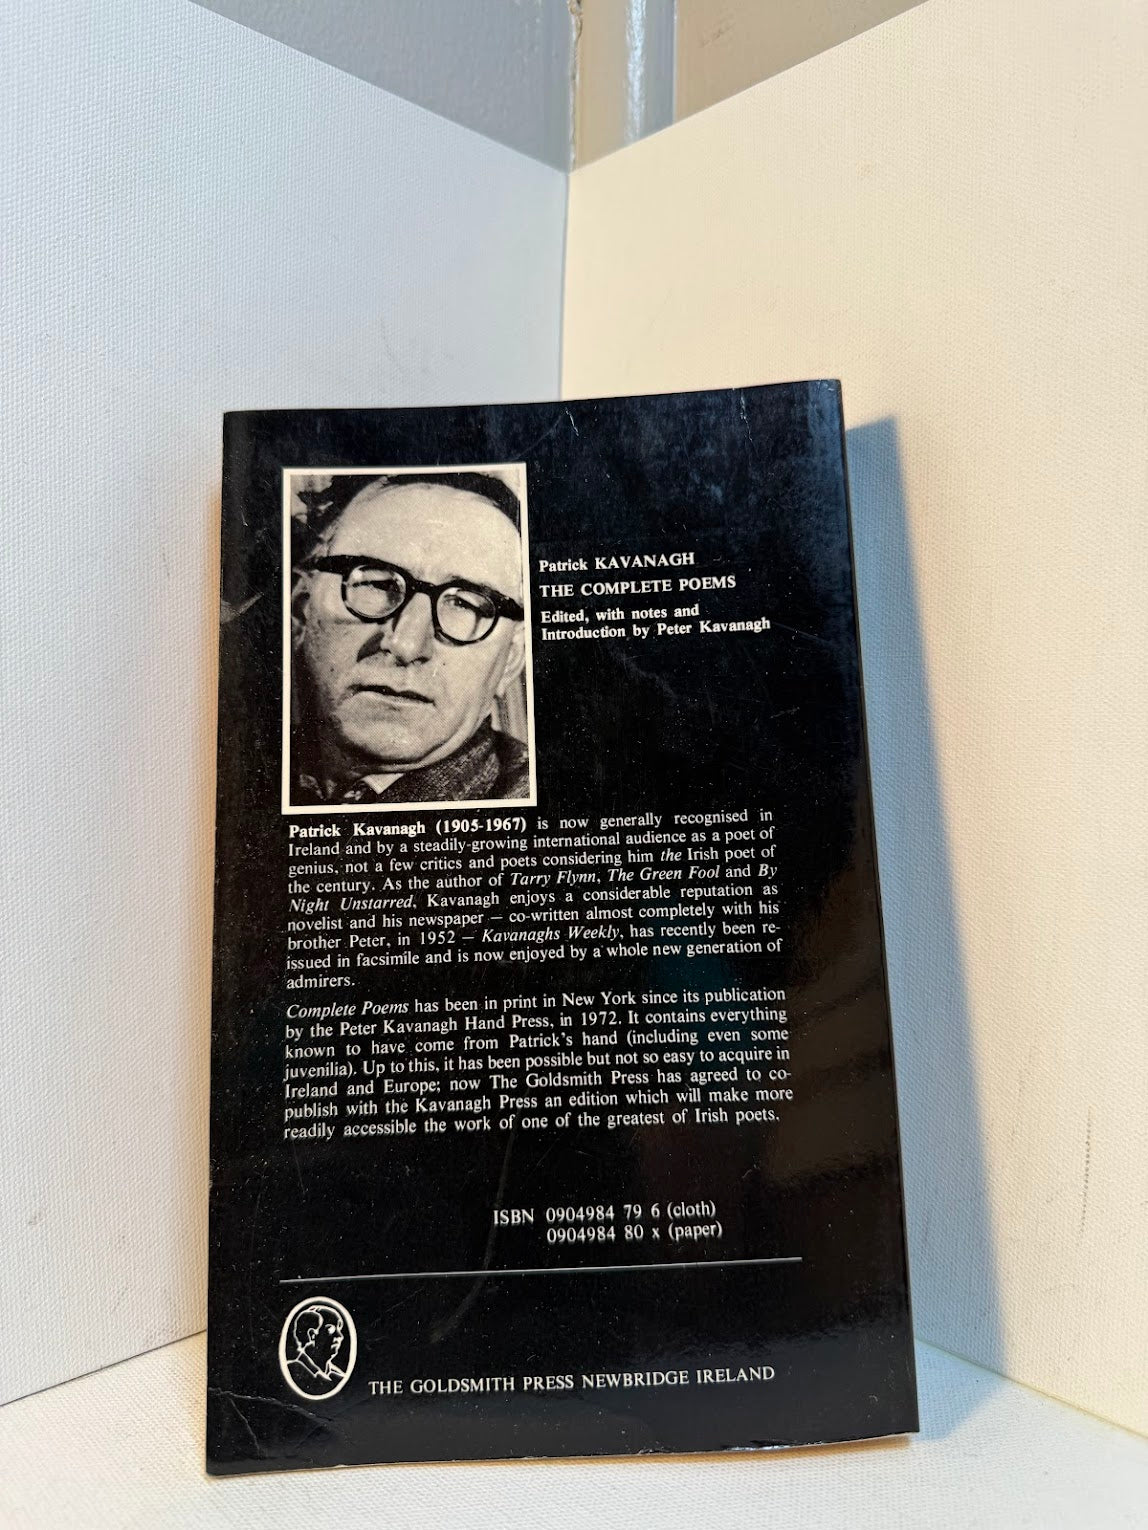 Patrick KAVANAGH
THE COMPLETE POEMS
Edited, with notes and
Introduction by Peter Kavanagh
Patrick Kavanagh (1905-1967) is now generally recognised in
Ireland and by a steadily-growing international audience as a poet of
genius, not a few critics and poets considering him the Irish poet of
the century. As the author of Tarry Flynn, The Green Fool and By
Night Unstarred, Kavanagh enjoys a considerable reputation as
novelist and his newspaper — co-written almost completely with his
brother Peter, in 1952 — Kavanaghs Weekly, has recently been re-
issued in facsimile and is now enjoyed by a whole new generation of
admirers.
Complete Poems has been in print in New York since its publication
by the Peter Kavanagh Hand Press, in 1972. It contains everything
known to have come from Patrick's hand (including even some
juvenilia). Up to this, it has been possible but not so easy to acquire in
Ireland and Europe; now The Goldsmith Press has agreed to co-
publish with the Kavanagh Press an edition which will make more
readily accessible the work of one of the greatest of Irish poets.
ISBN 0904984 79 6 (cloth)
0904984 80 x (paper)
THE GOLDSMITH PRESS NEWBRIDGE IRELAND